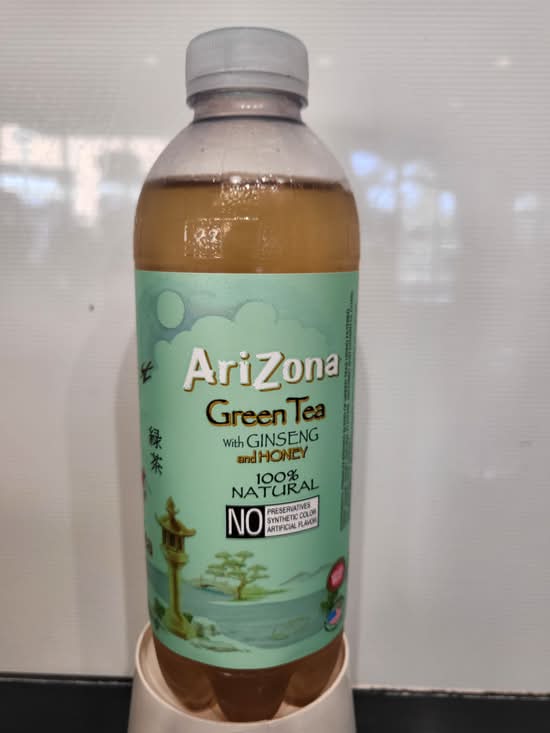 AriZona
Green Tea
With GINSENG
and HONEY
100%
NATURAL
NO
PRESERVATIVES
SYNTHETIC COLOR
ARTIFICIAL FLAVOR
綠茶